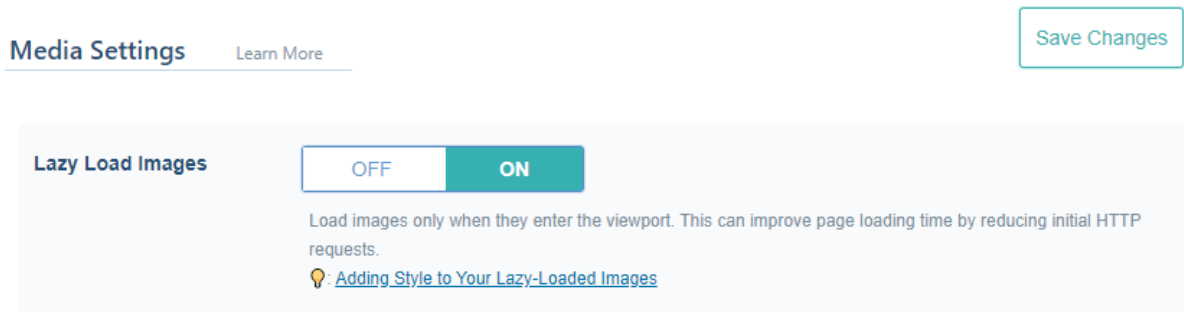 Media Settings Learn More Save Changes
Lazy Load Images OFF ON
Load images only when they enter the viewport. This can improve page loading time by reducing initial HTTP
requests.
: Adding Style to Your Lazy-Loaded Images